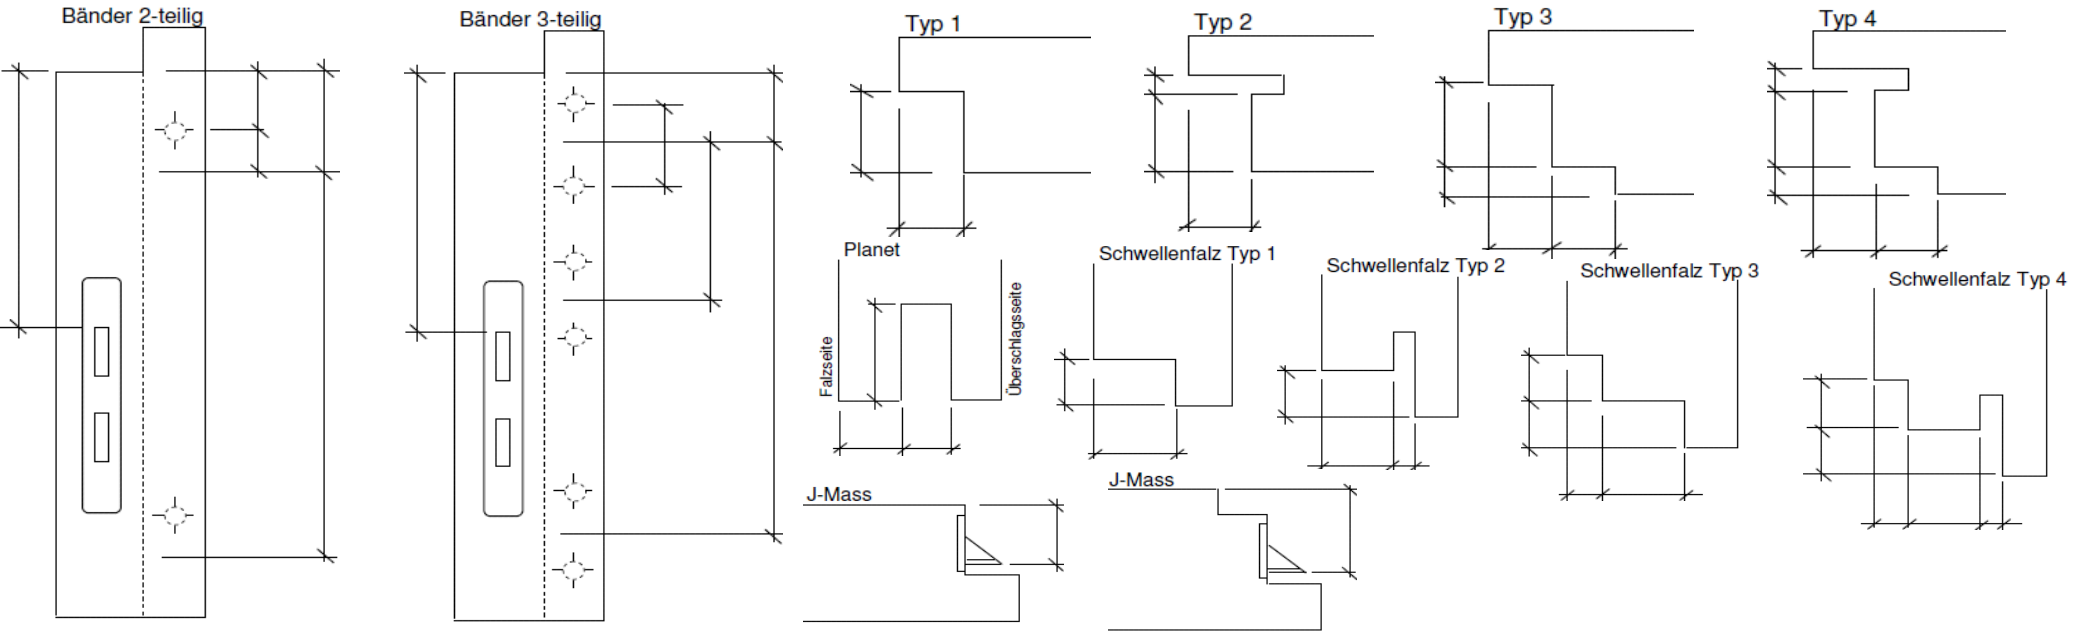 Bänder 2-teilig
Bänder 3-teilig
Typ 1
Typ 2
Typ 3
Typ 4
Planet
Falzseite
Überschlagsseite
Schwellenfalz Typ 1
Schwellenfalz Typ 2
Schwellenfalz Typ 3
Schwellenfalz Typ 4
J-Mass
J-Mass